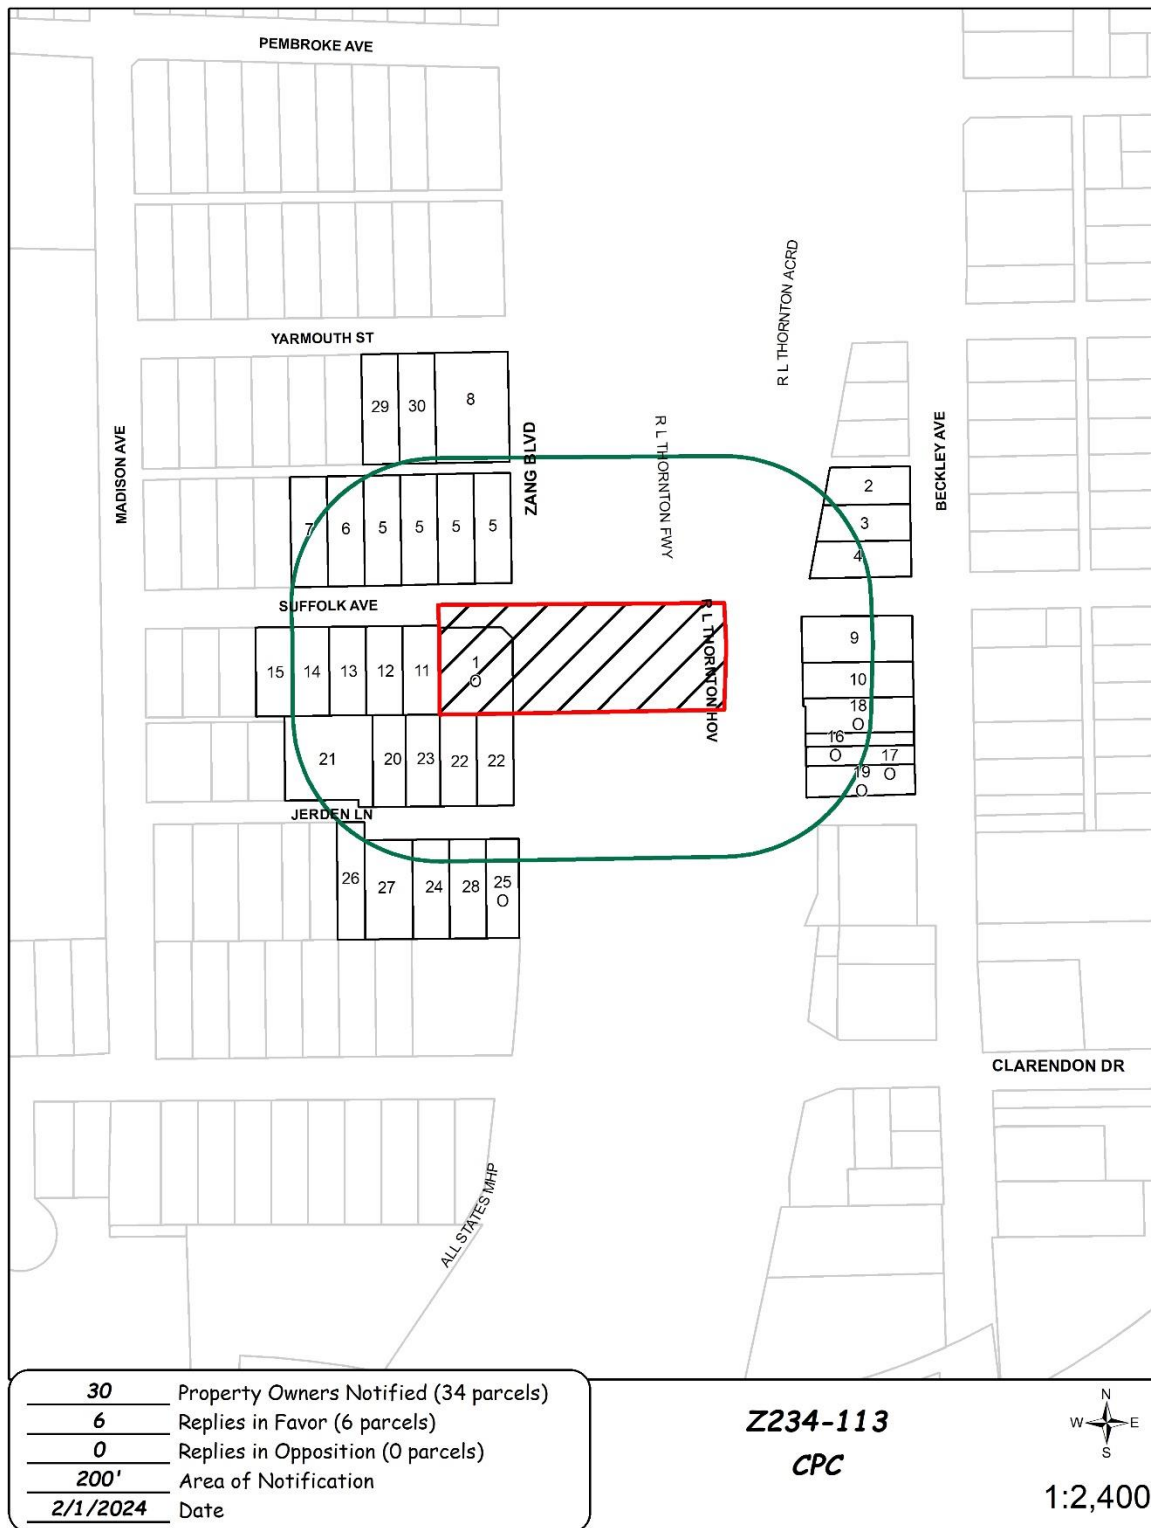 PEMBROKE AVE
R L THORNTON ACRD
YARMOUTH ST
29 30 8
MADISON AVE
ZANG BLVD
R L THORNTON FWY
BECKLEY AVE
7 6 5 5 5 5
2
3
4
SUFFOLK AVE
15 14 13 12 11 1
O
R L THORNTON HOV
9
10
18
O
16
O
17
O
19
O
21 20 23 22 22
JERDEN LN
26 27 24 28 25
O
CLARENDON DR
ALL STATES MHP
30 Property Owners Notified (34 parcels)
6 Replies in Favor (6 parcels)
0 Replies in Opposition (0 parcels)
200' Area of Notification
2/1/2024 Date
Z234-113
CPC
N
W E
S
1:2,400